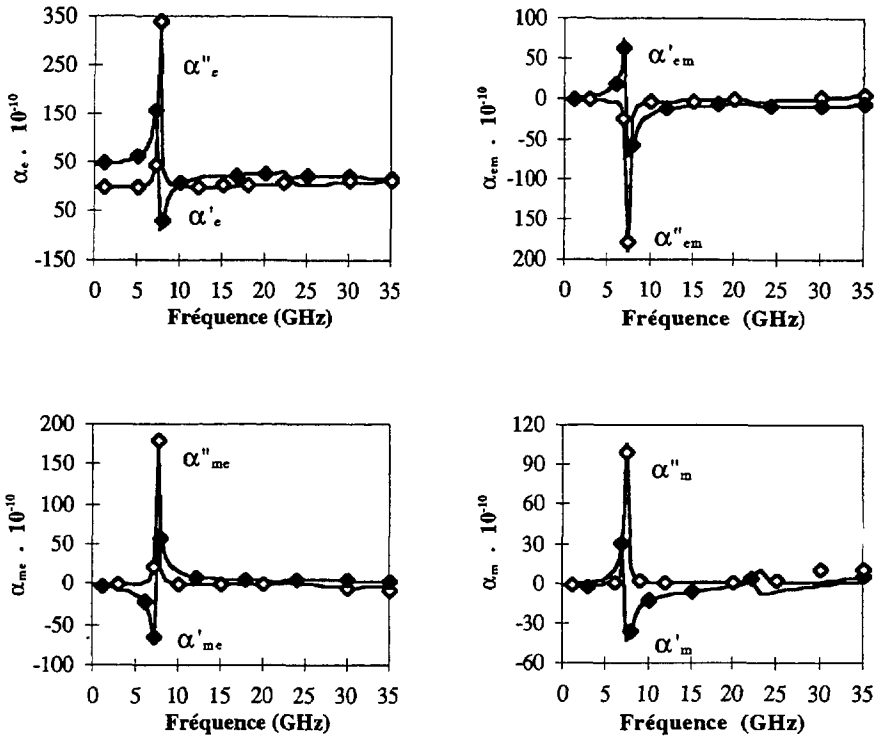 350
250
150
50
50
-150
α_e . 10^-10
α"_e
α'_e
0 5 10 15 20 25 30 35
Fréquence (GHz)
100
50
0
-50
-100
-150
200
α_em . 10^-10
α'_em
α"_em
0 5 10 15 20 25 30 35
Fréquence (GHz)
200
150
100
50
0
-50
-100
α_me . 10^-10
α"_me
α'_me
0 5 10 15 20 25 30 35
Fréquence (GHz)
120
90
60
30
0
-30
-60
α_m . 10^-10
α"_m
α'_m
0 5 10 15 20 25 30 35
Fréquence (GHz)